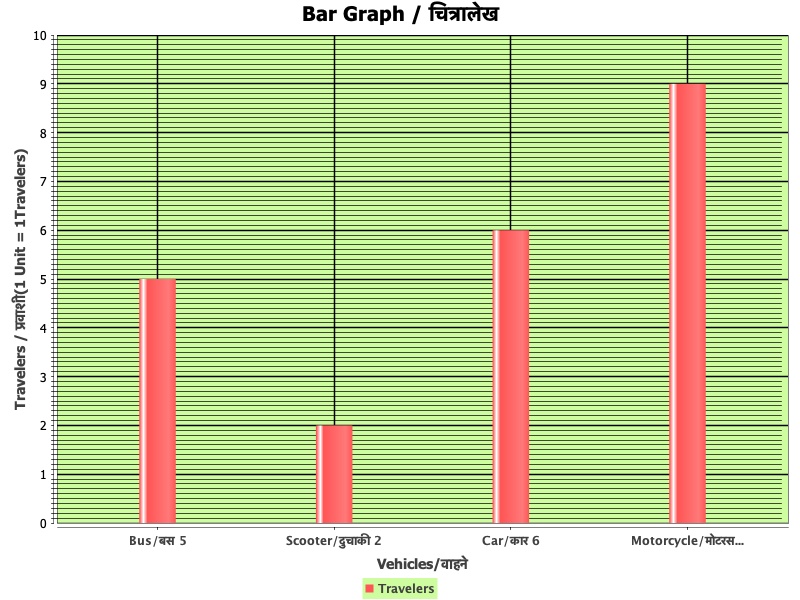 Bar Graph / चित्रालेख
Travelers / प्रवाशी(1 Unit = 1Travelers)
10
9
8
7
6
5
4
3
2
1
0
Bus/बस 5
Scooter/दुचाकी 2
Car/कार 6
Motorcycle/मोटरस...
Vehicles/वाहने
Travelers